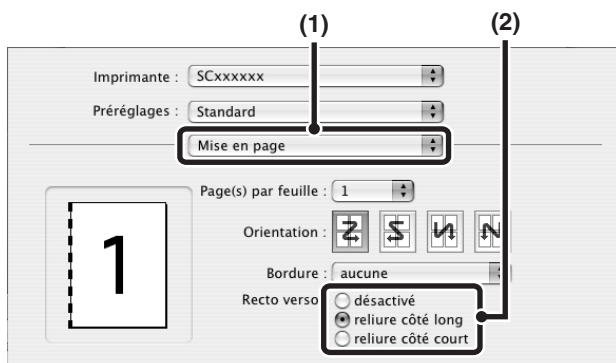 (1) (2)
Imprimante : SCxxxxxx
Préréglages : Standard
Mise en page
Page(s) par feuille : 1
1
Orientation :
Bordure : aucune
Recto verso désactivé
reliure côté long
reliure côté court